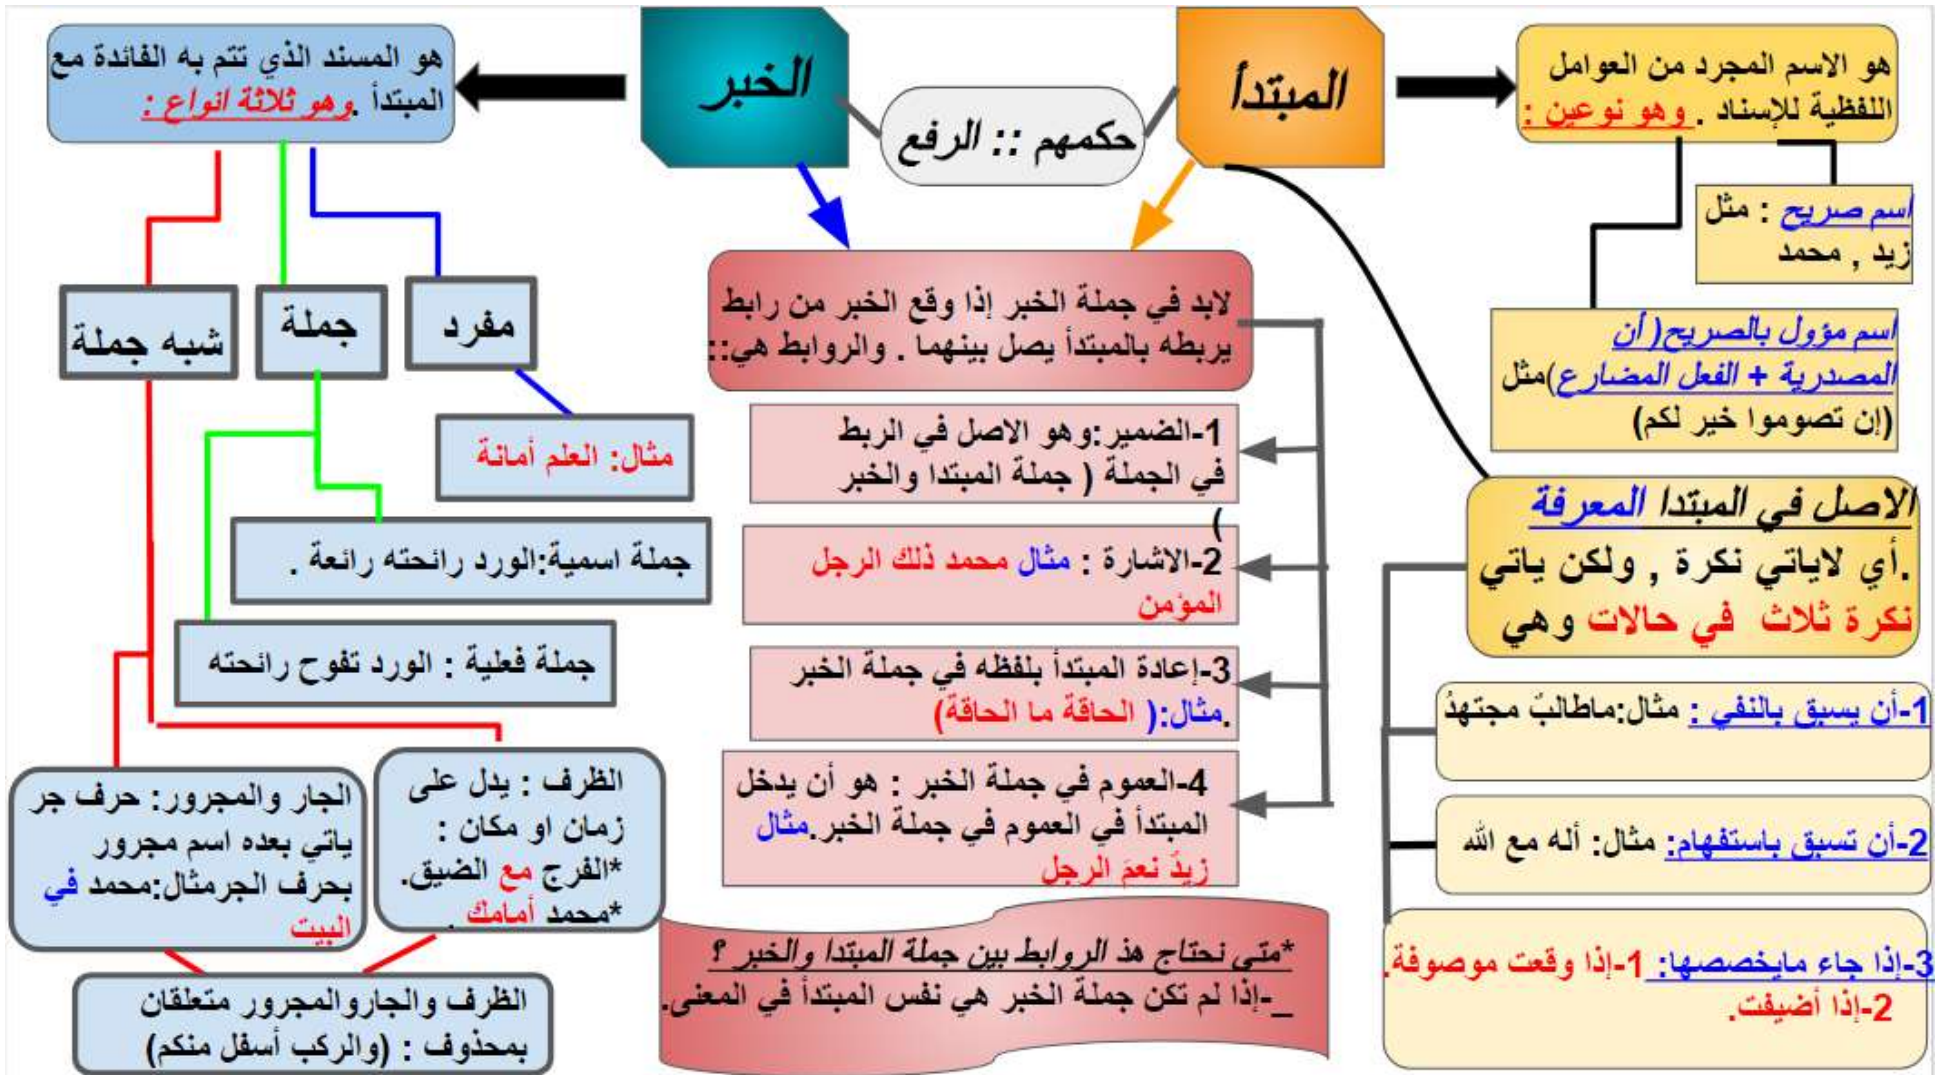 المبتدأ
هو الاسم المجرد من العوامل
اللفظية للإسناد . وهو نوعين :
اسم صريح : مثل
زيد , محمد
اسم مؤول بالصريح( أن
المصدرية + الفعل المضارع)مثل
(إن تصوموا خير لكم)
الاصل في المبتدا المعرفة
.أي لاياتي نكرة , ولكن ياتي
نكرة ثلاث في حالات وهي
1-أن يسبق بالنفي : مثال:ماطالبٌ مجتهدُ
2-أن تسبق باستفهام: مثال: أله مع الله
3-إذا جاء مايخصصها: 1-إذا وقعت موصوفة.
2-إذا أضيفت.
حكمهم :: الرفع
الخبر
لابد في جملة الخبر إذا وقع الخبر من رابط
يربطه بالمبتدأ يصل بينهما . والروابط هي::
1-الضمير:وهو الاصل في الربط
في الجملة ( جملة المبتدا والخبر
)
2-الاشارة : مثال محمد ذلك الرجل
المؤمن
3-إعادة المبتدأ بلفظه في جملة الخبر
.مثال:( الحاقة ما الحاقة)
4-العموم في جملة الخبر : هو أن يدخل
المبتدأ في العموم في جملة الخبر.مثال
زيدٌ نعمَ الرجل
*متى نحتاج هذ الروابط بين جملة المبتدا والخبر ؟
_-إذا لم تكن جملة الخبر هي نفس المبتدأ في المعنى.
هو المسند الذي تتم به الفائدة مع
المبتدأ .وهو ثلاثة انواع :
مفرد
جملة
شبه جملة
مثال: العلم أمانة
جملة اسمية:الورد رائحته رائعة .
جملة فعلية : الورد تفوح رائحته
الظرف : يدل على
زمان او مكان :
*الفرج مع الضيق.
*محمد أمامك .
الجار والمجرور: حرف جر
ياتي بعده اسم مجرور
بحرف الجرمثال:محمد في
البيت
الظرف والجاروالمجرور متعلقان
بمحذوف : (والركب أسفل منكم)